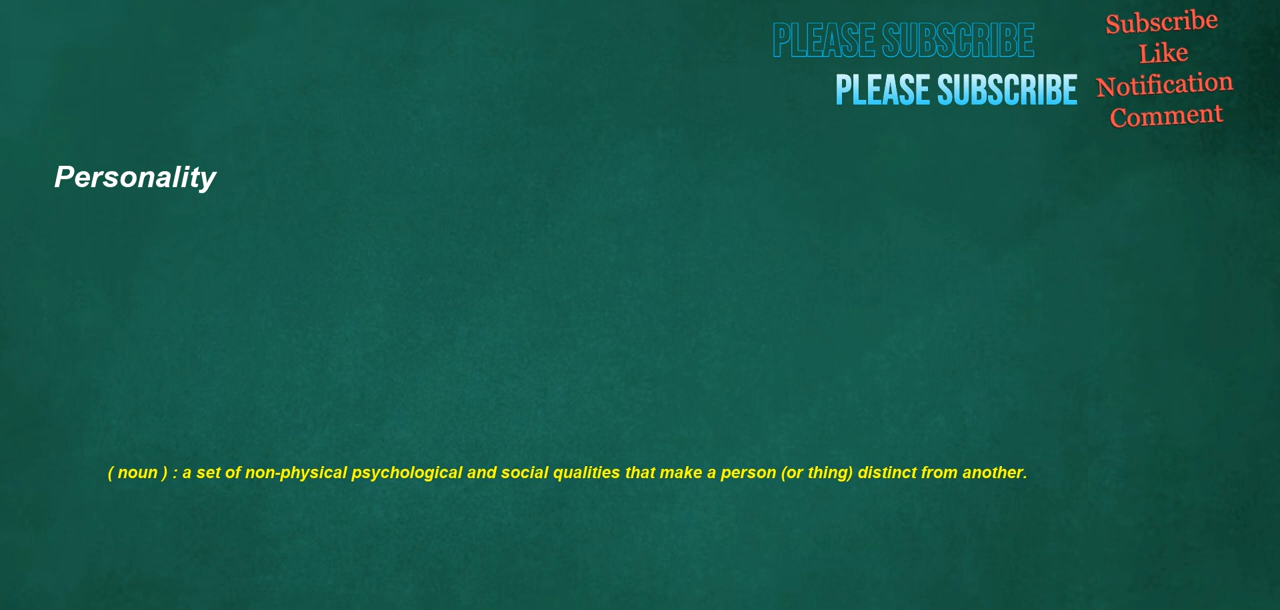 PLEASE SUBSCRIBE
PLEASE SUBSCRIBE
Subscribe
Like
Notification
Comment
Personality
( noun ) : a set of non-physical psychological and social qualities that make a person (or thing) distinct from another.